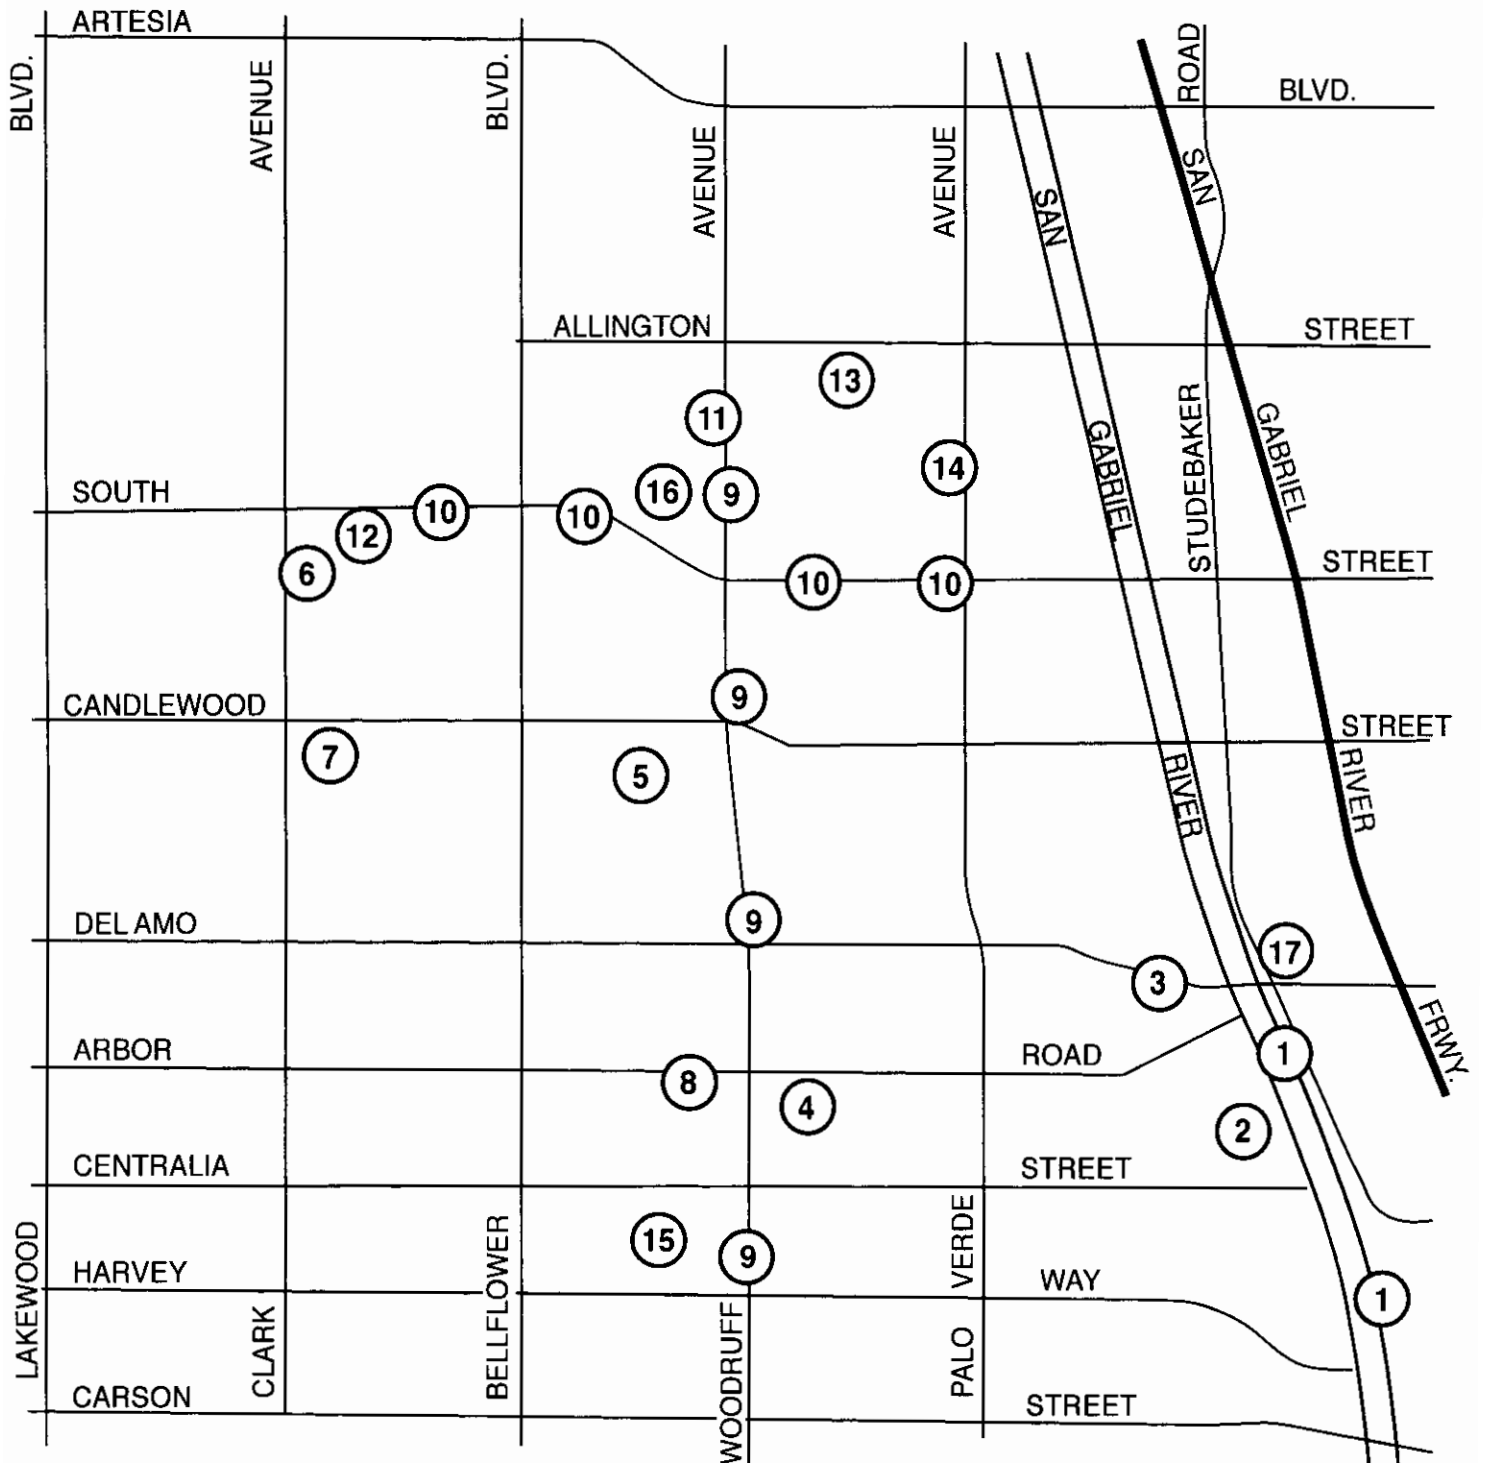 ARTESIA
BLVD.
BLVD.
AVENUE
BLVD.
AVENUE
AVENUE
ROAD
SAN
SAN
ALLINGTON
STREET
13
11
14
16
9
GABRIEL
STUDEBAKER
GABRIEL
SOUTH
10
10
12
6
10
10
STREET
9
CANDLEWOOD
STREET
7
5
RIVER
RIVER
DEL AMO
9
17
3
FRWY.
ARBOR
ROAD
1
8
4
2
CENTRALIA
STREET
15
9
HARVEY
WAY
1
LAKEWOOD
CLARK
BELLFLOWER
WOODRUFF
PALO VERDE
CARSON
STREET